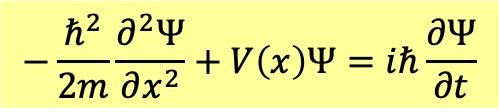 −ℏ²/2m ∂²Ψ/∂x² + V(x)Ψ = iℏ ∂Ψ/∂t